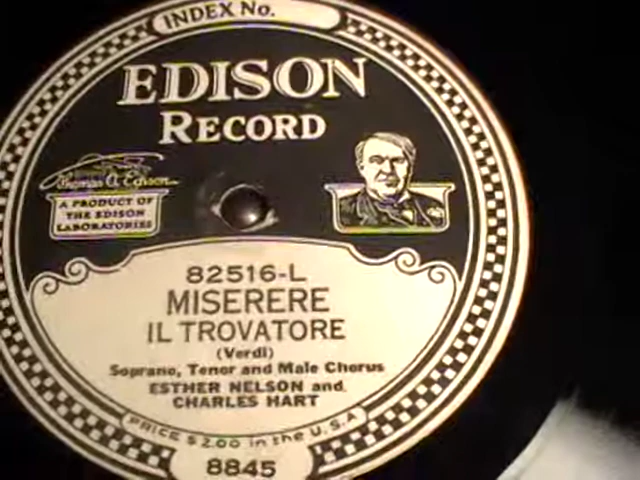 INDEX No.
EDISON
RECORD
Thomas A. Edison
A PRODUCT OF
THE EDISON
LABORATORIES
82516-L
MISERERE
IL TROVATORE
(Verdi)
Soprano, Tenor and Male Chorus
ESTHER NELSON and
CHARLES HART
PRICE $2.00 in the U.S.A
8845